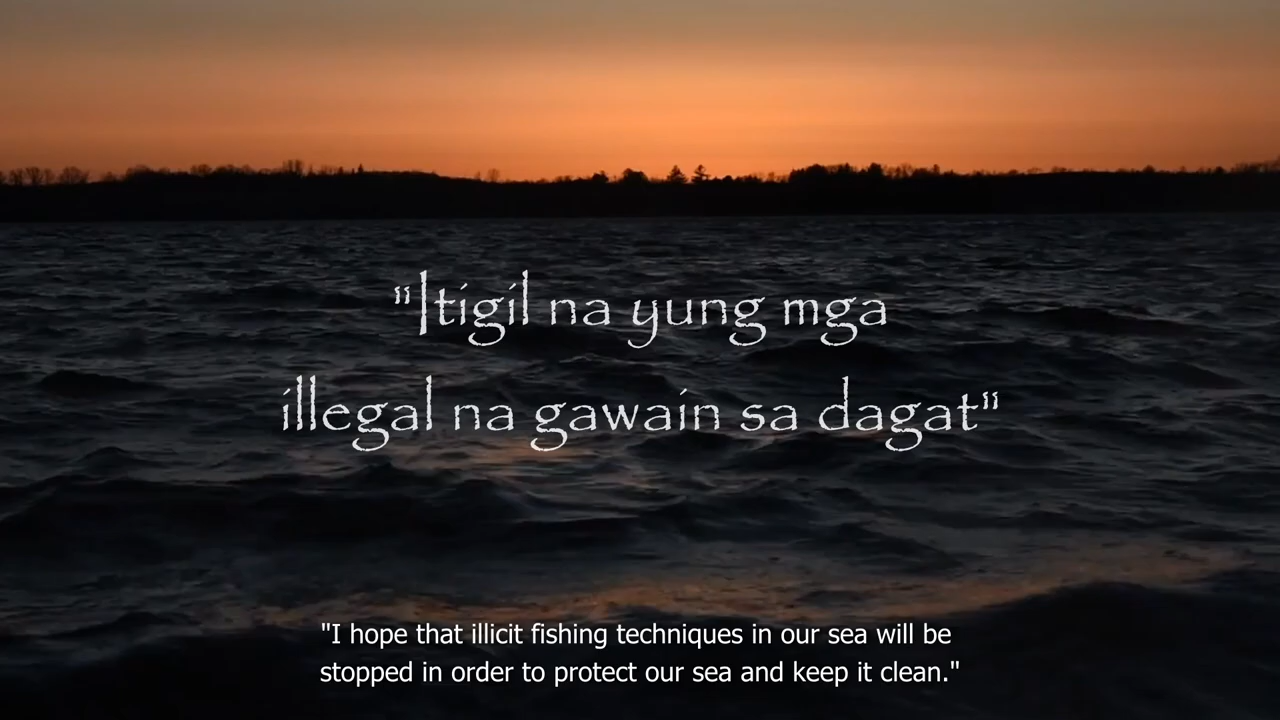 "Itigil na yung mga
illegal na gawain sa dagat"
"I hope that illicit fishing techniques in our sea will be
stopped in order to protect our sea and keep it clean."